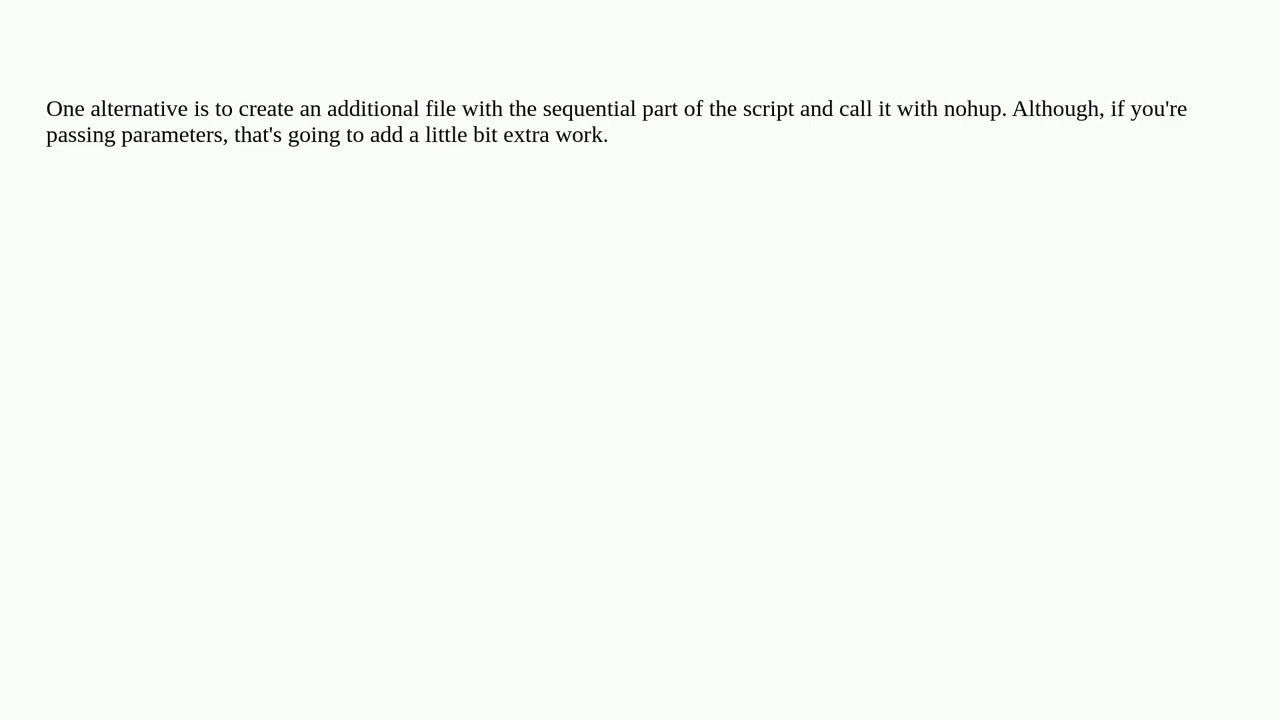 One alternative is to create an additional file with the sequential part of the script and call it with nohup. Although, if you're
passing parameters, that's going to add a little bit extra work.